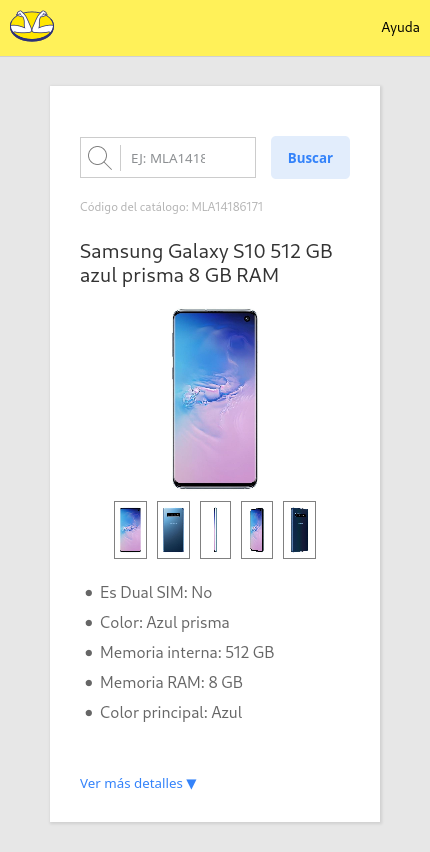 Ayuda
EJ: MLA1418
Buscar
Código del catálogo: MLA14186171
Samsung Galaxy S10 512 GB
azul prisma 8 GB RAM
Es Dual SIM: No
Color: Azul prisma
Memoria interna: 512 GB
Memoria RAM: 8 GB
Color principal: Azul
Ver más detalles ▼